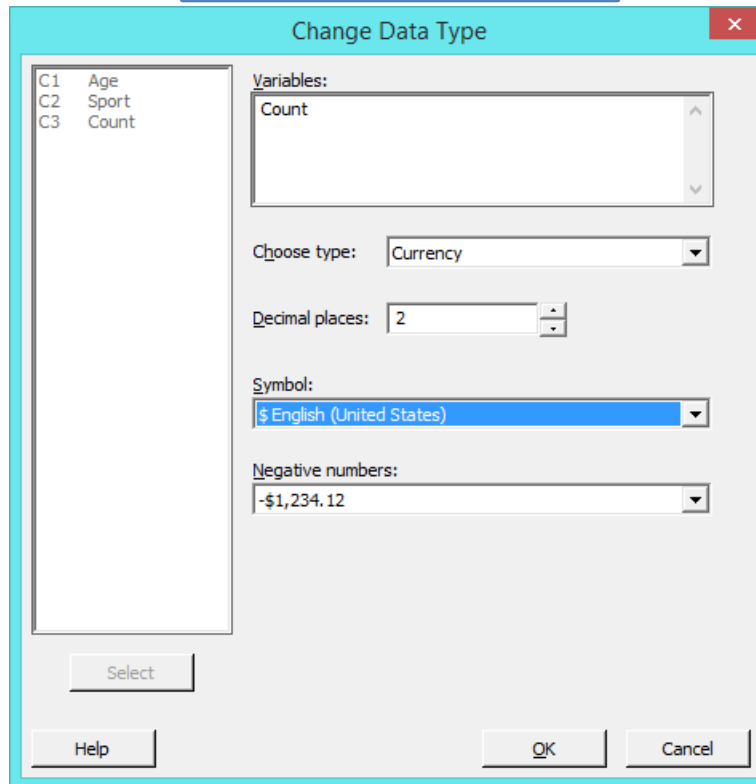 Change Data Type
C1 Age
C2 Sport
C3 Count
Variables:
Count
Choose type: Currency
Decimal places: 2
Symbol:
$ English (United States)
Negative numbers:
-$1,234.12
Select
Help OK Cancel